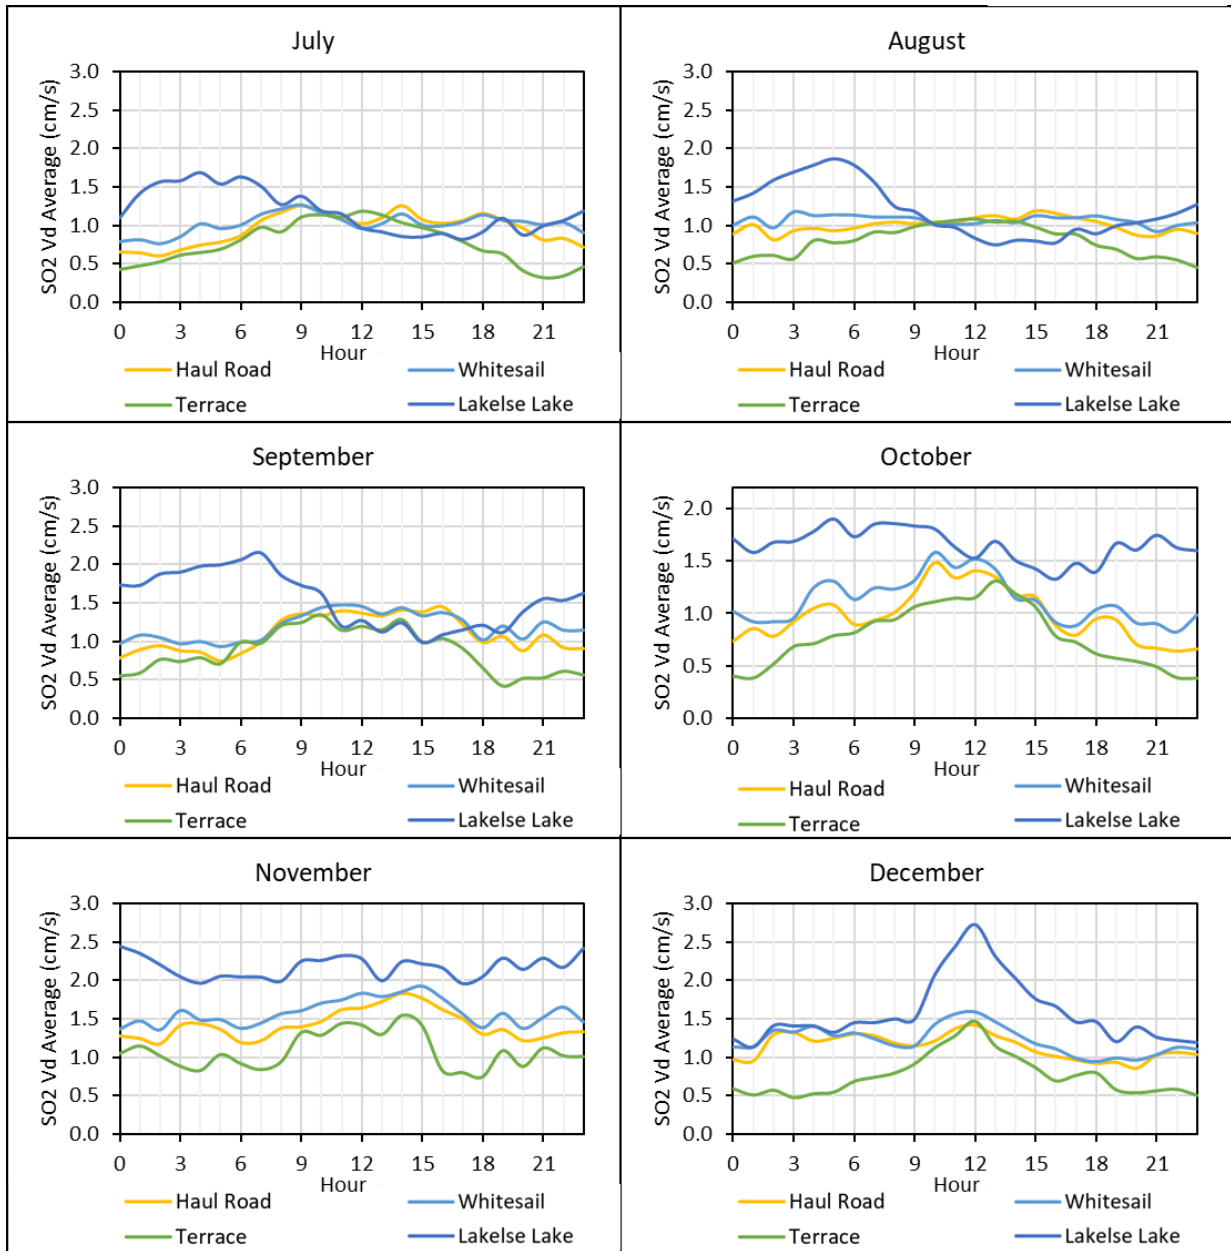 July
SO2 Vd Average (cm/s)
3.0
2.5
2.0
1.5
1.0
0.5
0.0
0 3 6 9 12 15 18 21
Hour
Haul Road Whitesail
Terrace Lakelse Lake
August
SO2 Vd Average (cm/s)
3.0
2.5
2.0
1.5
1.0
0.5
0.0
0 3 6 9 12 15 18 21
Hour
Haul Road Whitesail
Terrace Lakelse Lake
September
SO2 Vd Average (cm/s)
3.0
2.5
2.0
1.5
1.0
0.5
0.0
0 3 6 9 12 15 18 21
Hour
Haul Road Whitesail
Terrace Lakelse Lake
October
SO2 Vd Average (cm/s)
2.0
1.5
1.0
0.5
0.0
0 3 6 9 12 15 18 21
Hour
Haul Road Whitesail
Terrace Lakelse Lake
November
SO2 Vd Average (cm/s)
3.0
2.5
2.0
1.5
1.0
0.5
0.0
0 3 6 9 12 15 18 21
Hour
Haul Road Whitesail
Terrace Lakelse Lake
December
SO2 Vd Average (cm/s)
3.0
2.5
2.0
1.5
1.0
0.5
0.0
0 3 6 9 12 15 18 21
Hour
Haul Road Whitesail
Terrace Lakelse Lake